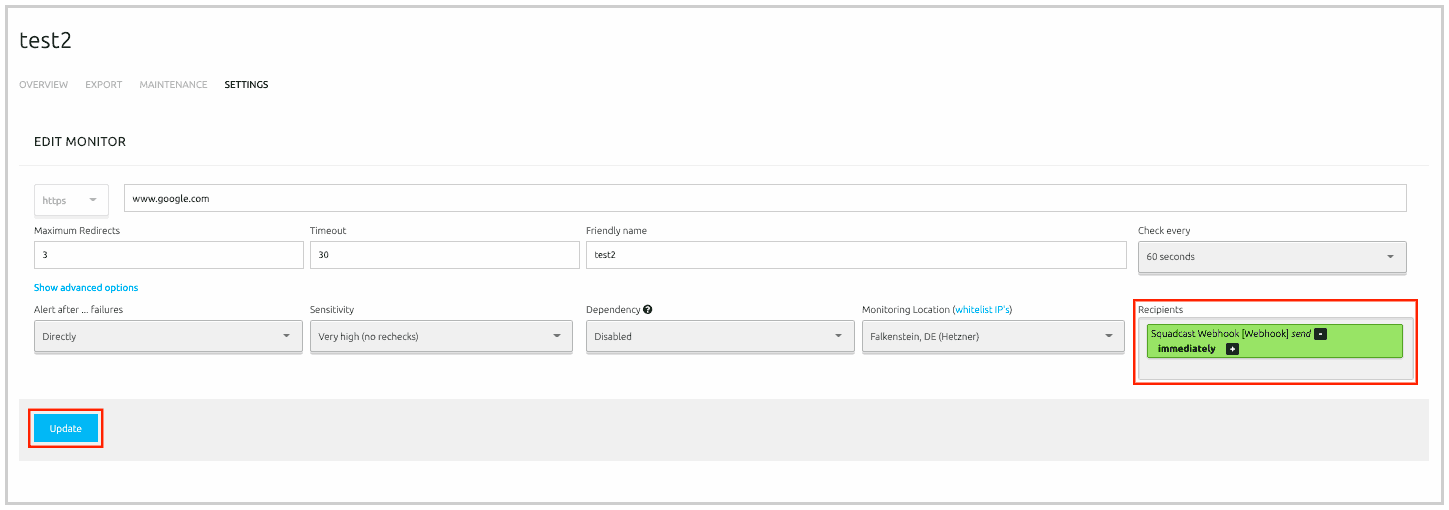 test2
OVERVIEW EXPORT MAINTENANCE SETTINGS
EDIT MONITOR
https www.google.com
Maximum Redirects Timeout Friendly name Check every
3 30 test2 60 seconds
Show advanced options
Alert after ... failures Sensitivity Dependency ? Monitoring Location (whitelist IP's) Recipients
Directly Very high (no rechecks) Disabled Falkenstein, DE (Hetzner) Squadcast Webhook [Webhook] send -
immediately +
Update